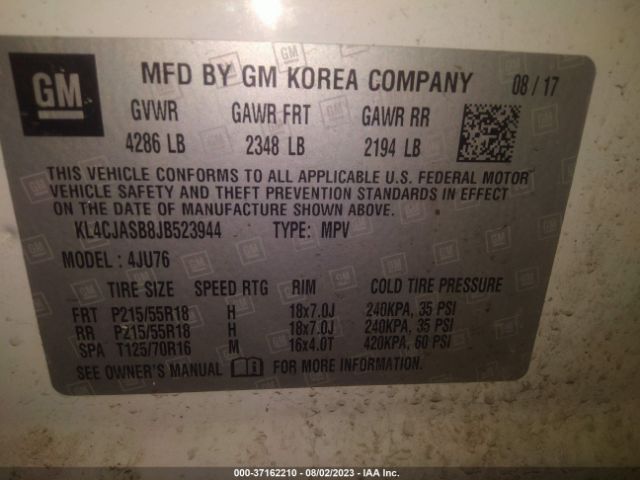 GM
MFD BY GM KOREA COMPANY 08/17
GVWR GAWR FRT GAWR RR
4286 LB 2348 LB 2194 LB
THIS VEHICLE CONFORMS TO ALL APPLICABLE U.S. FEDERAL MOTOR
VEHICLE SAFETY AND THEFT PREVENTION STANDARDS IN EFFECT
ON THE DATE OF MANUFACTURE SHOWN ABOVE.
KL4CJASB8JB523944 TYPE: MPV
MODEL: 4JU76
TIRE SIZE SPEED RTG RIM COLD TIRE PRESSURE
FRT P215/55R18 H 18x7.0J 240KPA, 35 PSI
RR P215/55R18 H 18x7.0J 240KPA, 35 PSI
SPA T125/70R16 M 16x4.0T 420KPA, 60 PSI
SEE OWNER'S MANUAL FOR MORE INFORMATION.
000-37162210 - 08/02/2023 - IAA Inc.